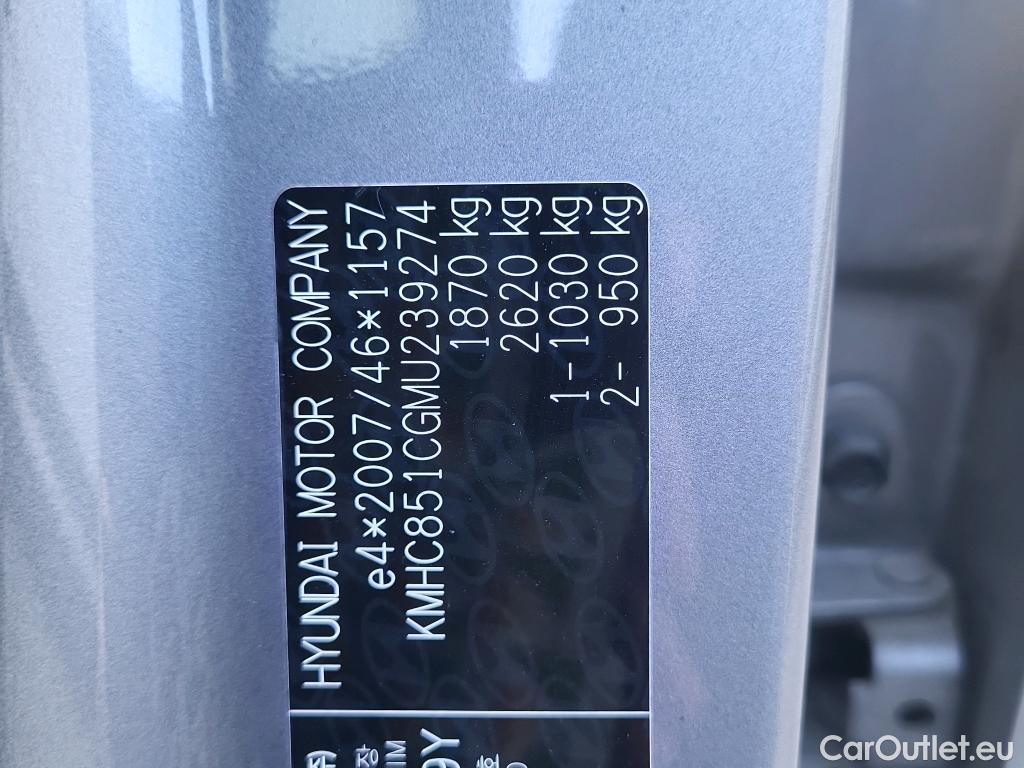 HYUNDAI MOTOR COMPANY
e4*2007/46*1157
KMHC851CGMU239274
1870 kg
2620 kg
1-1030 kg
2- 950 kg
9Y
CarOutlet.eu